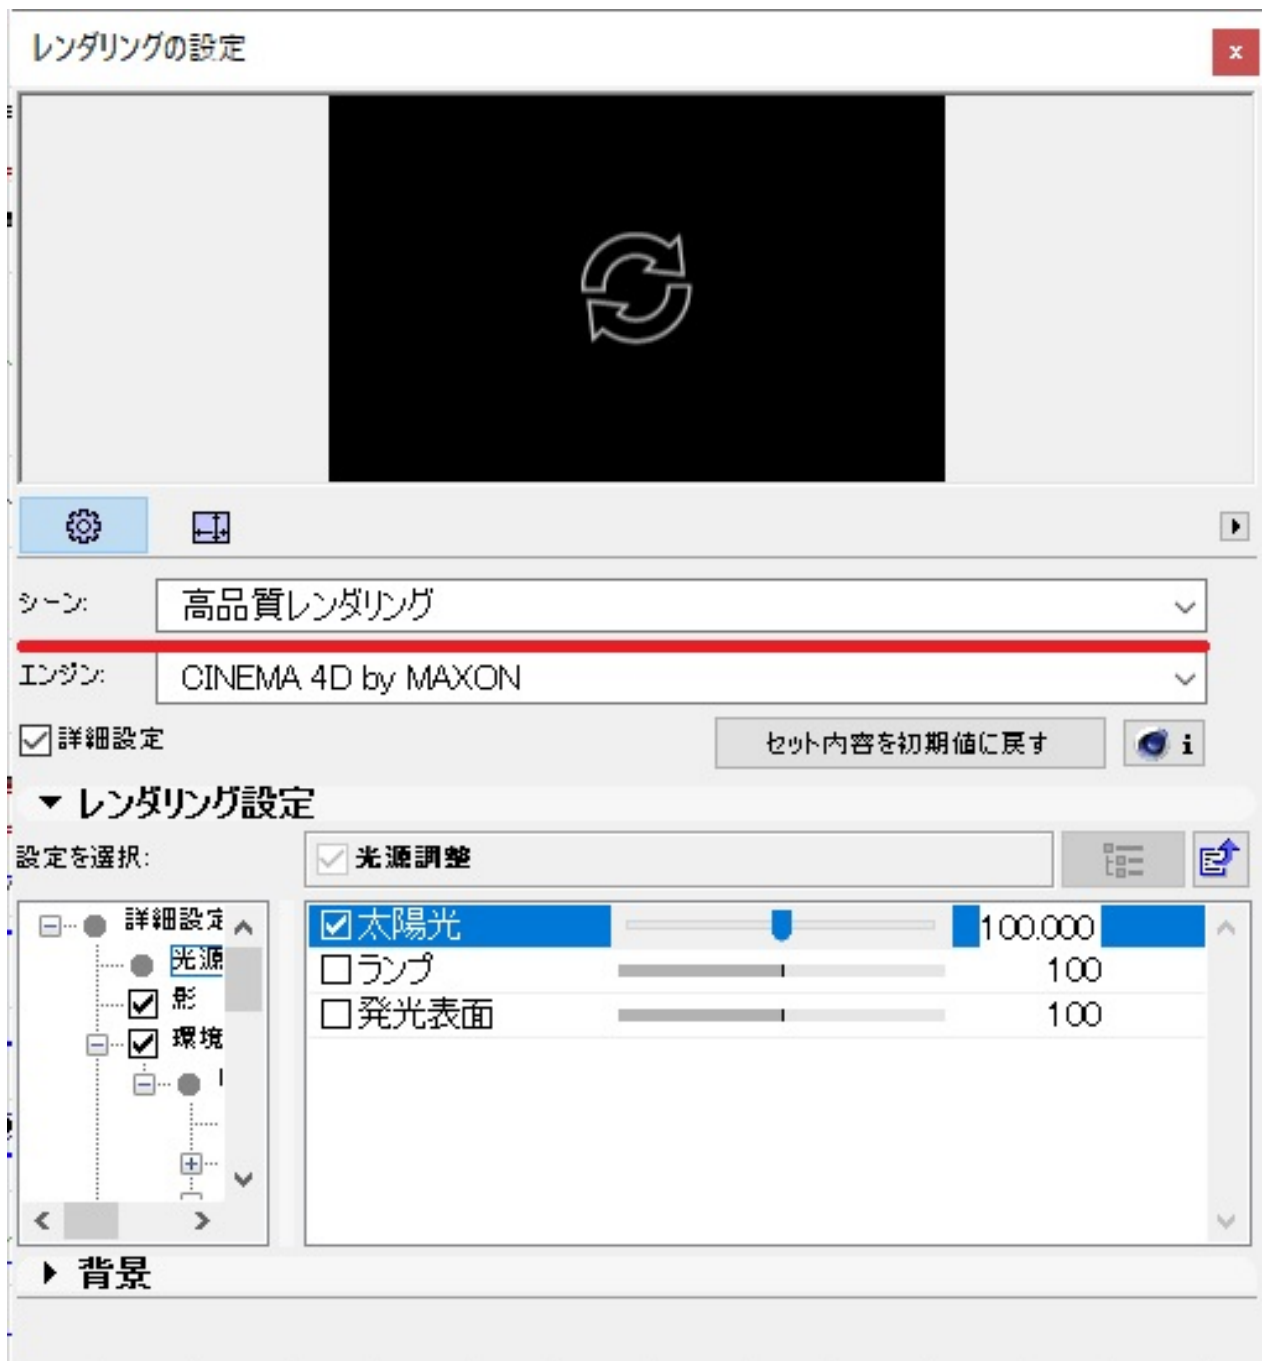 レンダリングの設定
x
シーン: 高品質レンダリング
エンジン: CINEMA 4D by MAXON
詳細設定 セット内容を初期値に戻す i
レンダリング設定
設定を選択: 光源調整
詳細設定
光源
影
環境
太陽光 100.000
ランプ 100
発光表面 100
背景